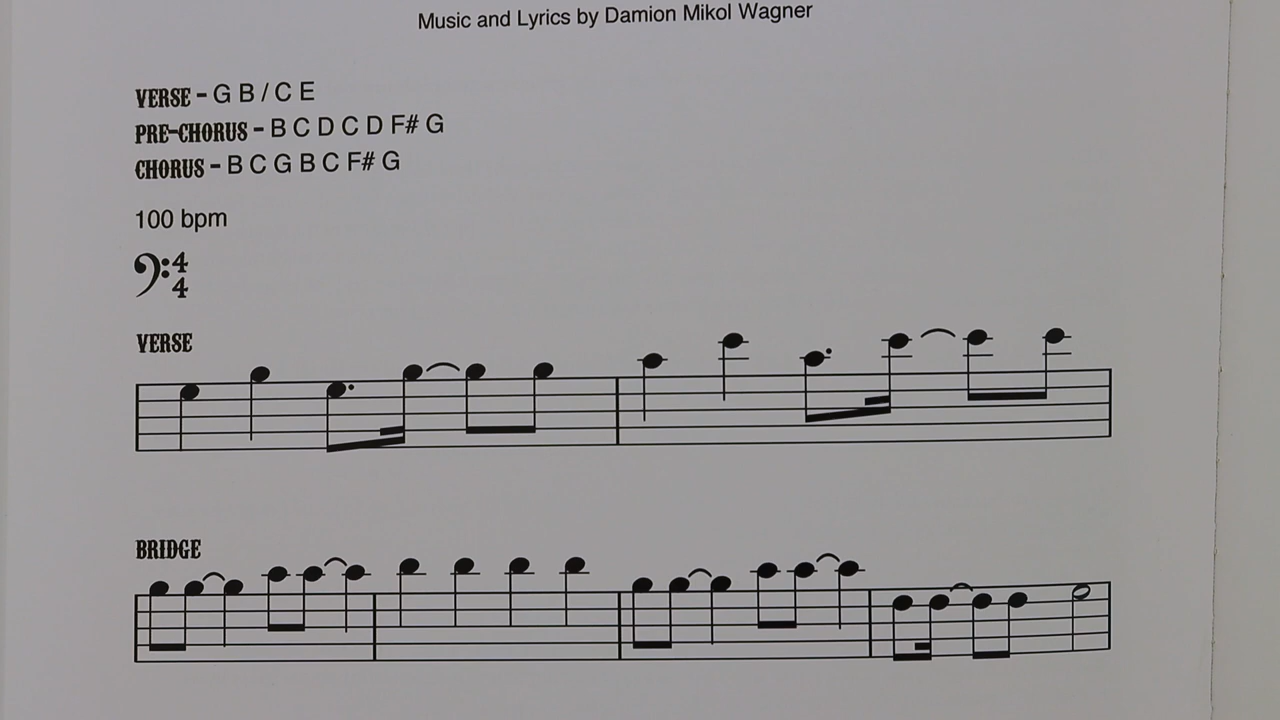 Music and Lyrics by Damion Mikol Wagner
VERSE - G B / C E
PRE-CHORUS - B C D C D F# G
CHORUS - B C G B C F# G
100 bpm
4
4
VERSE
BRIDGE